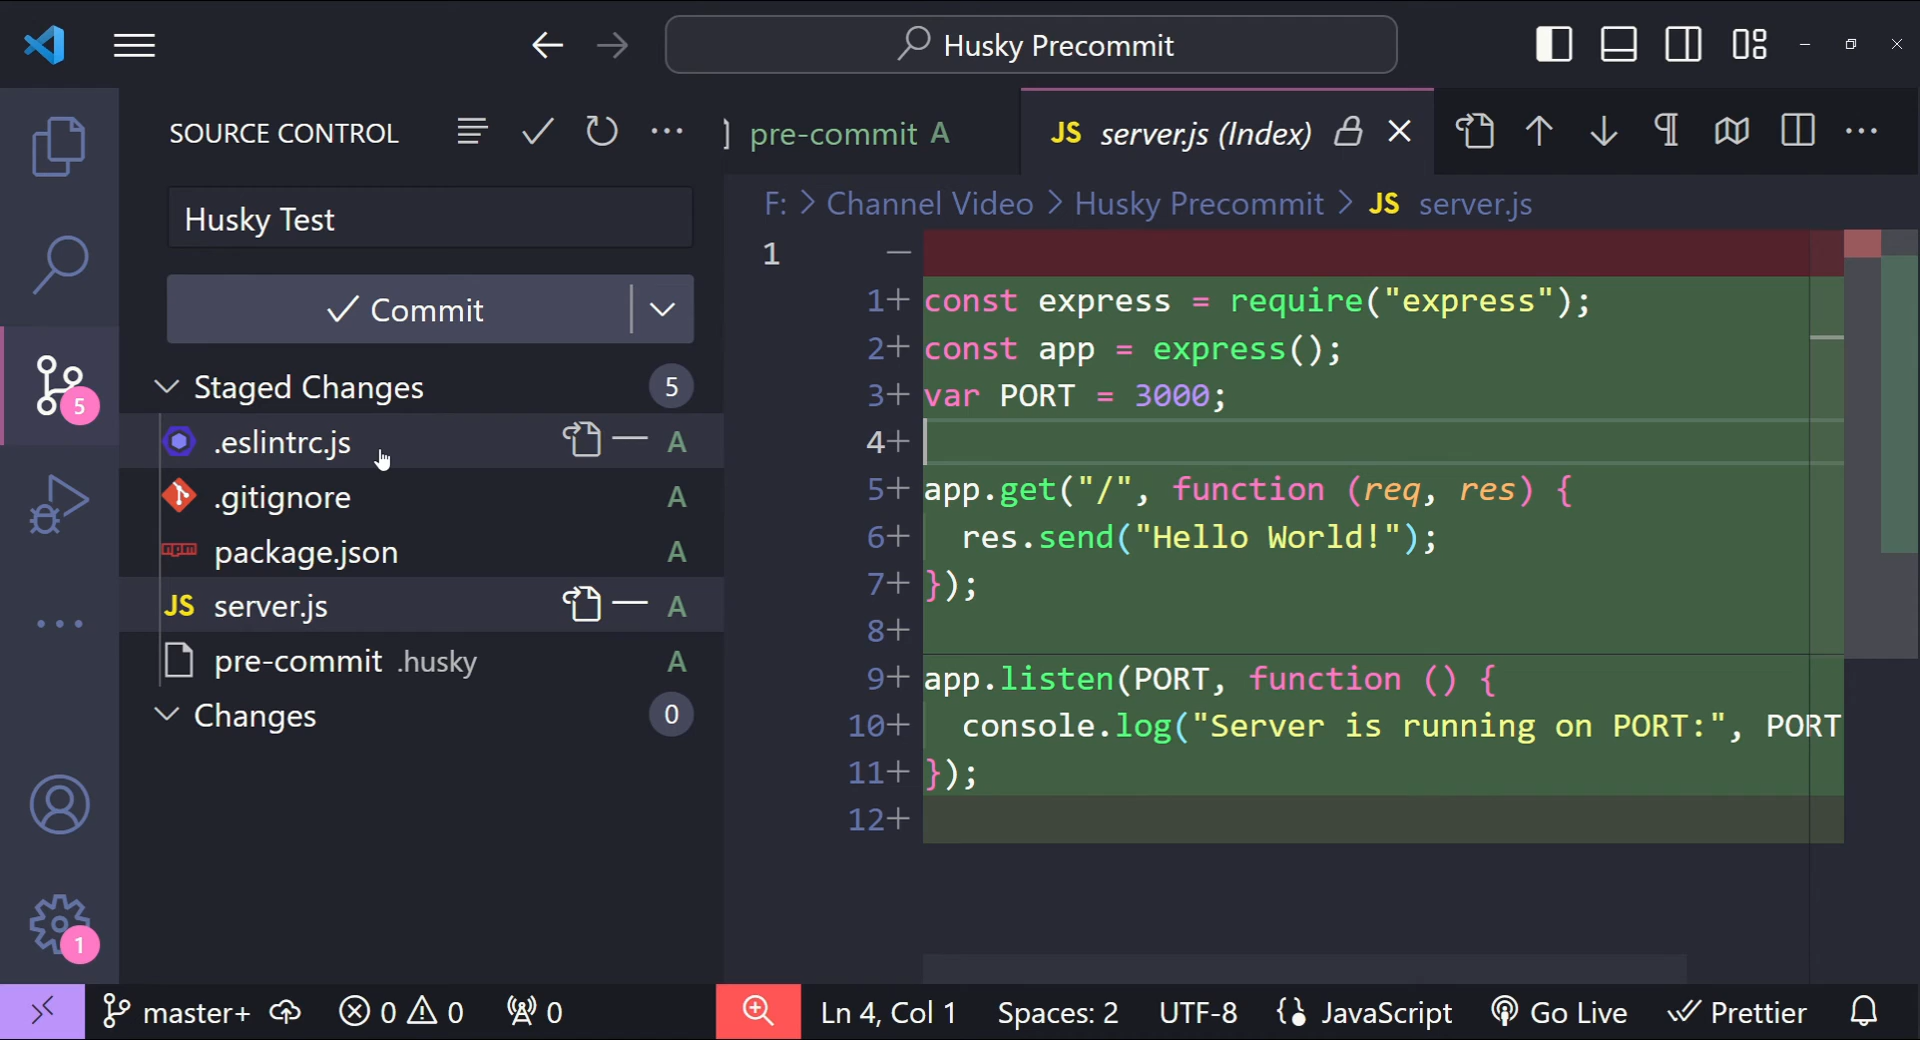 Husky Precommit
SOURCE CONTROL
pre-commit A
JS server.js (Index)
Husky Test
F: > Channel Video > Husky Precommit > JS server.js
Commit
Staged Changes 5
.eslintrc.js A
.gitignore A
npm package.json A
JS server.js A
pre-commit .husky A
Changes 0
5
1
1 —
1+ const express = require("express");
2+ const app = express();
3+ var PORT = 3000;
4+
5+ app.get("/", function (req, res) {
6+   res.send("Hello World!");
7+ });
8+
9+ app.listen(PORT, function () {
10+   console.log("Server is running on PORT:", PORT
11+ });
12+
master+ 0 0 0 Ln 4, Col 1 Spaces: 2 UTF-8 JavaScript Go Live Prettier